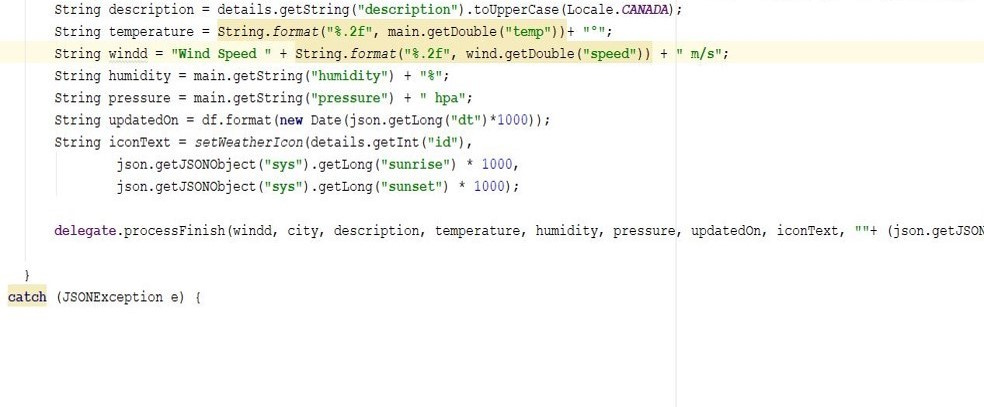 String description = details.getString("description").toUpperCase(Locale.CANADA);
String temperature = String.format("%.2f", main.getDouble("temp"))+ "°";
String windd = "Wind Speed " + String.format("%.2f", wind.getDouble("speed")) + " m/s";
String humidity = main.getString("humidity") + "%";
String pressure = main.getString("pressure") + " hpa";
String updatedOn = df.format(new Date(json.getLong("dt")*1000));
String iconText = setWeatherIcon(details.getInt("id"),
json.getJSONObject("sys").getLong("sunrise") * 1000,
json.getJSONObject("sys").getLong("sunset") * 1000);
delegate.processFinish(windd, city, description, temperature, humidity, pressure, updatedOn, iconText, ""+ (json.getJSON
}
catch (JSONException e) {